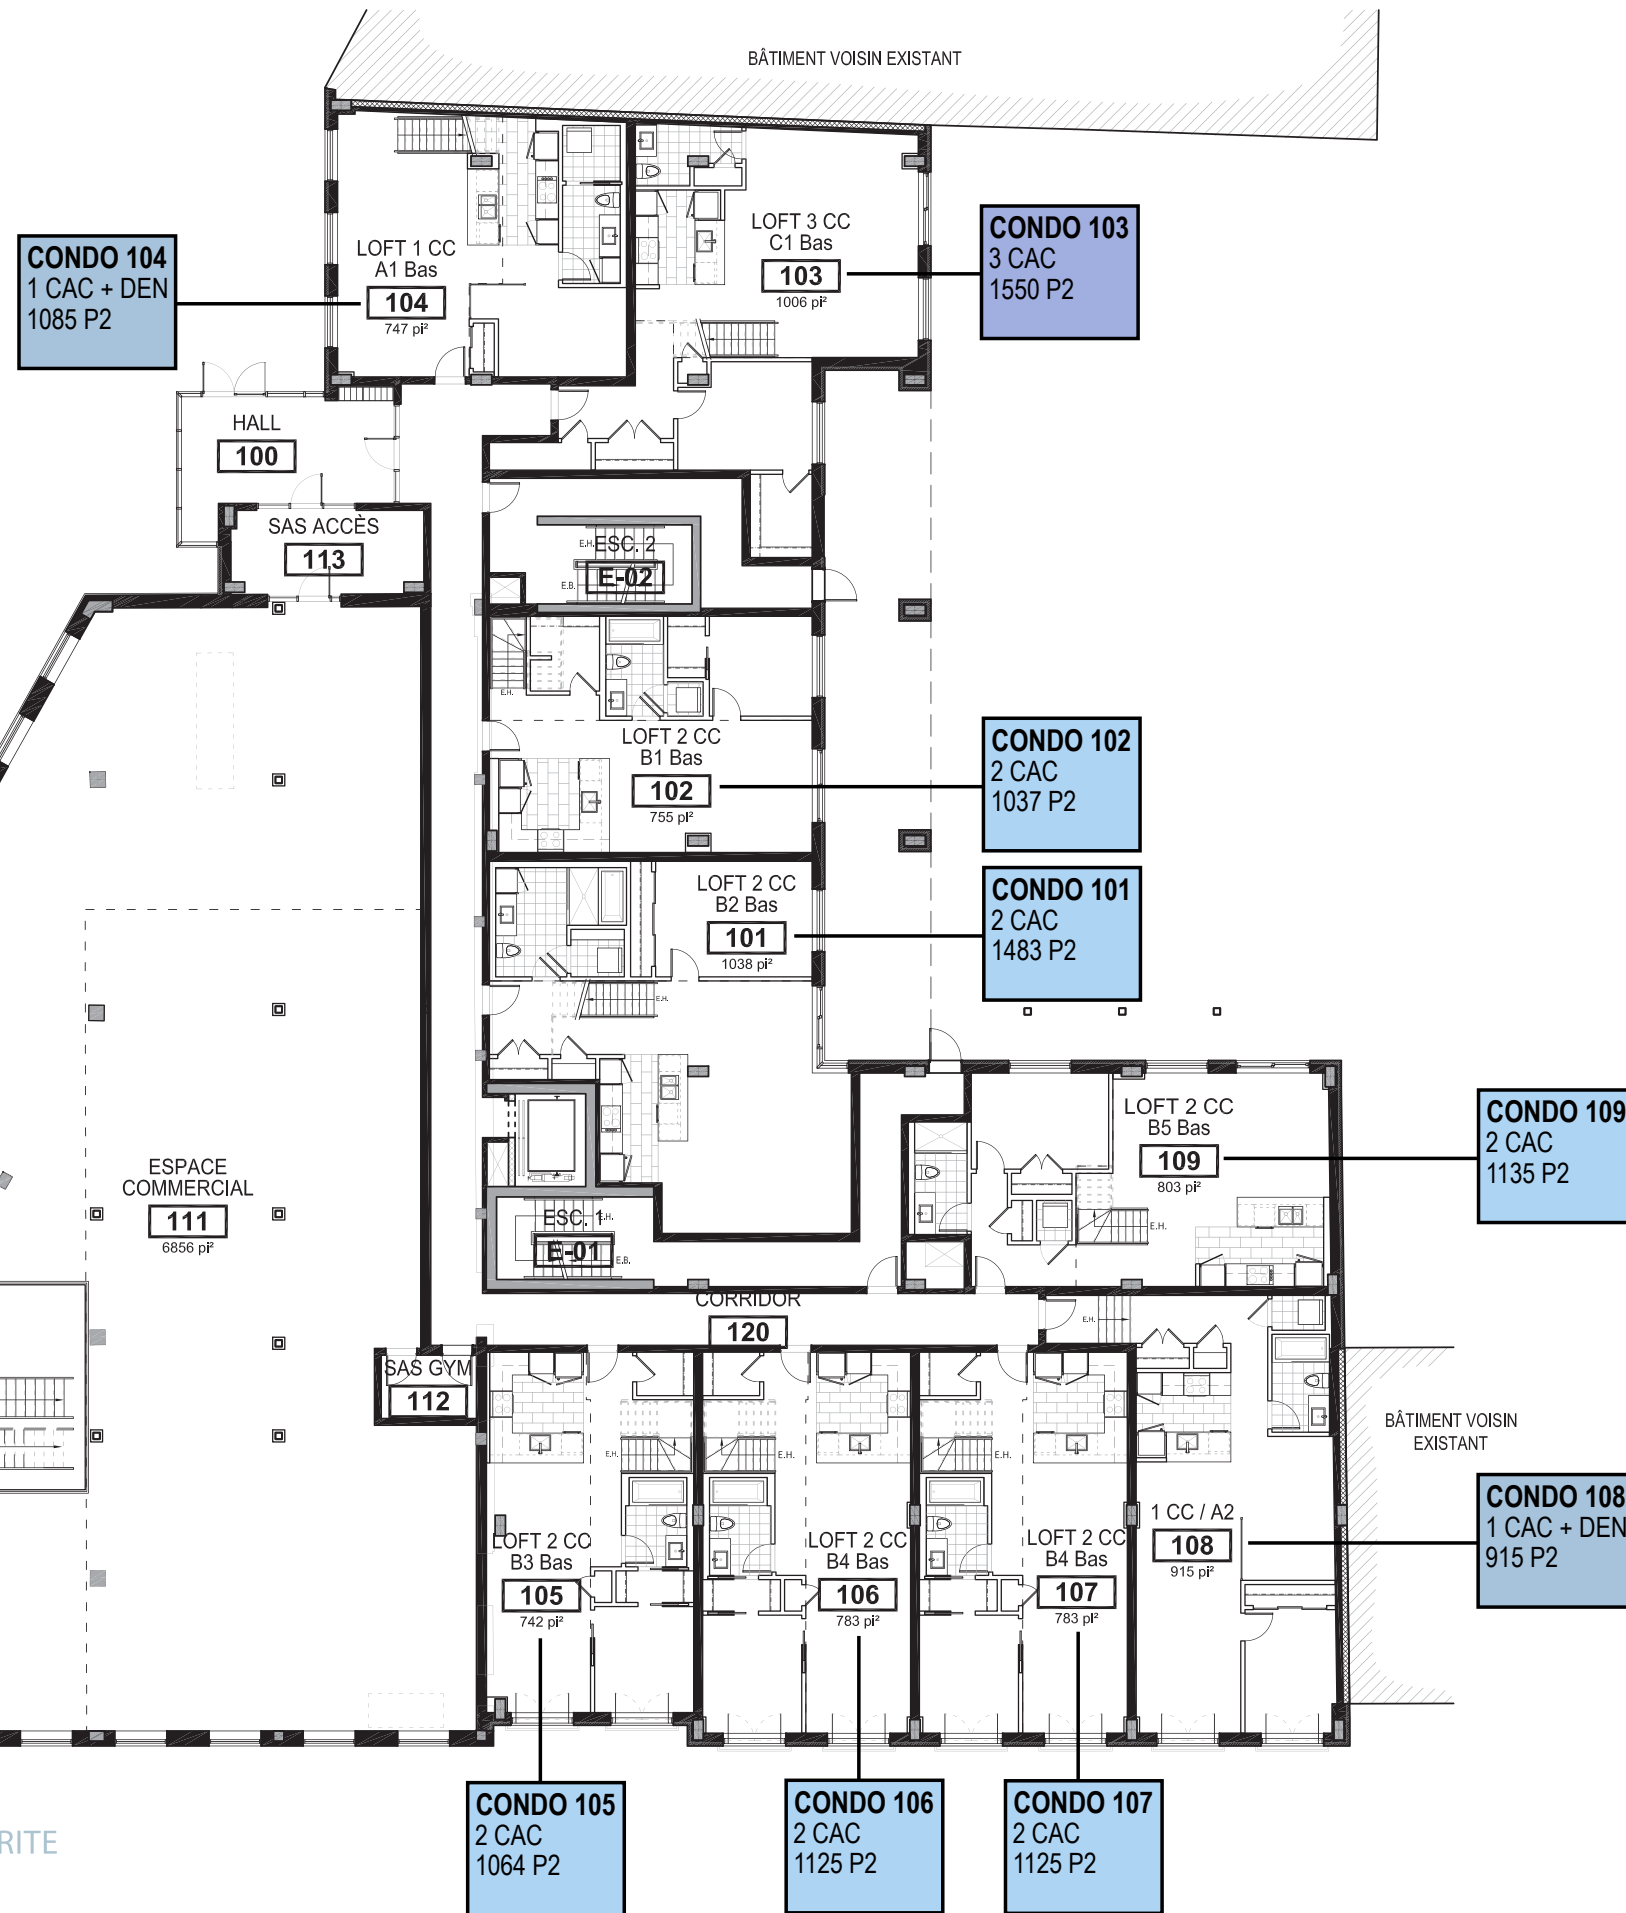 BÂTIMENT VOISIN EXISTANT
LOFT 1 CC
A1 Bas
104
747 pi²
LOFT 3 CC
C1 Bas
103
1006 pi²
CONDO 103
3 CAC
1550 P2
CONDO 104
1 CAC + DEN
1085 P2
HALL
100
SAS ACCÈS
113
E.H.
ESC. 2
E.B.
E-02
E.H.
LOFT 2 CC
B1 Bas
102
755 pi²
CONDO 102
2 CAC
1037 P2
LOFT 2 CC
B2 Bas
101
1038 pi²
CONDO 101
2 CAC
1483 P2
E.H.
ESPACE
COMMERCIAL
111
6856 pi²
LOFT 2 CC
B5 Bas
109
803 pi²
E.H.
CONDO 109
2 CAC
1135 P2
ESC. 1
E.H.
E-01
E.B.
CORRIDOR
120
E.H.
SAS GYM
112
E.H.
E.H.
E.H.
BÂTIMENT VOISIN
EXISTANT
LOFT 2 CC
B3 Bas
105
742 pi²
LOFT 2 CC
B4 Bas
106
783 pi²
LOFT 2 CC
B4 Bas
107
783 pi²
1 CC / A2
108
915 pi²
CONDO 108
1 CAC + DEN
915 P2
CONDO 105
2 CAC
1064 P2
CONDO 106
2 CAC
1125 P2
CONDO 107
2 CAC
1125 P2
RITE